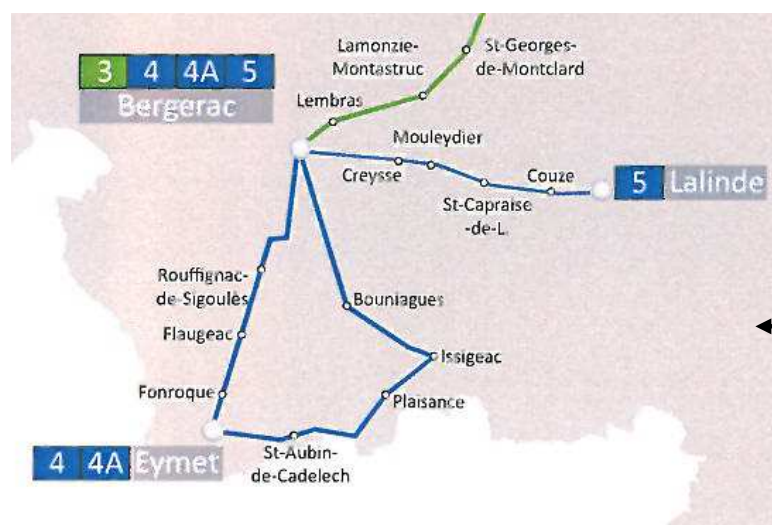 Lamonzie-
Montastruc
St-Georges-
de-Montclard
3 4 4A 5
Bergerac
Lembras
Mouleydier
Creysse
Couze
5 Lalinde
St-Capraise
-de-L.
Rouffignac-
de-Sigoulès
Bouniagues
Flaugeac
Issigeac
Fonroque
Plaisance
4 4A Eymet
St-Aubin-
de-Cadelech